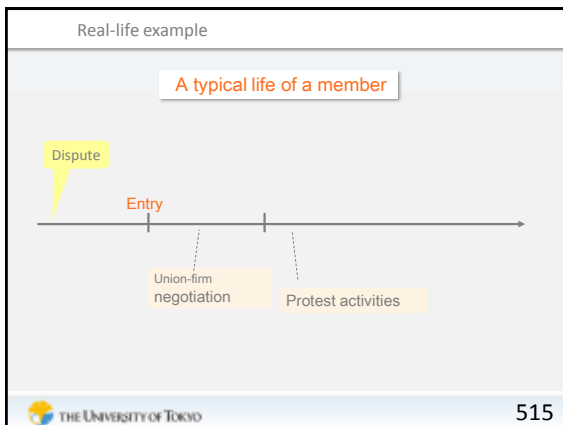 Real-life example
A typical life of a member
Dispute
Entry
Union-firm
negotiation
Protest activities
THE UNIVERSITY OF TOKYO
515